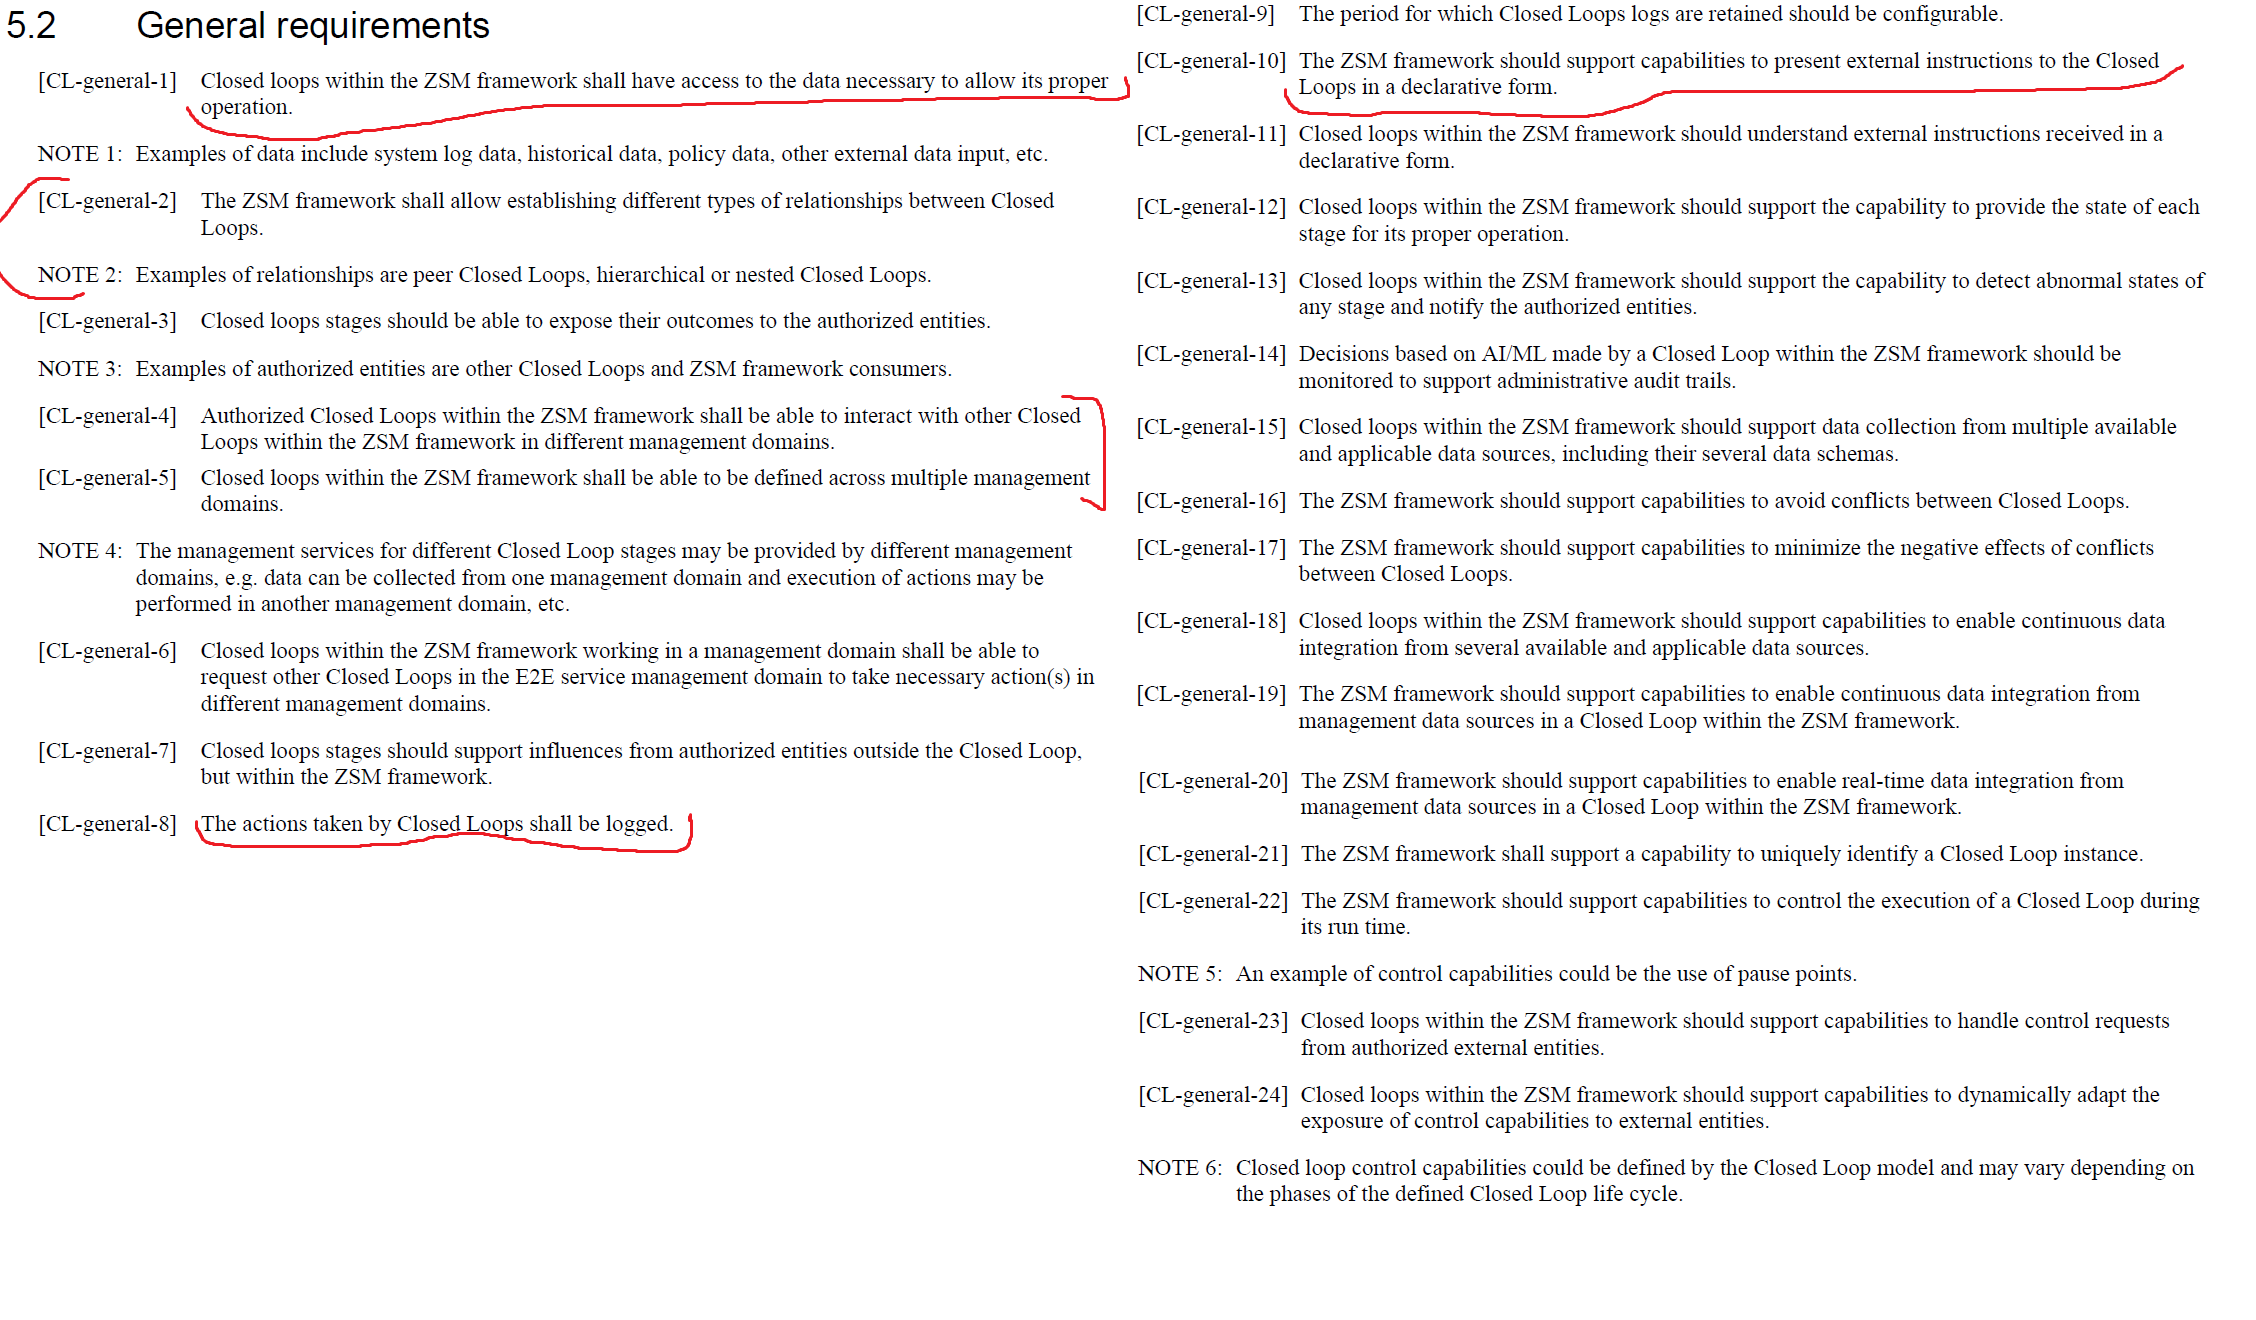 5.2 General requirements
[CL-general-1] Closed loops within the ZSM framework shall have access to the data necessary to allow its proper
operation.
NOTE 1: Examples of data include system log data, historical data, policy data, other external data input, etc.
[CL-general-2] The ZSM framework shall allow establishing different types of relationships between Closed
Loops.
NOTE 2: Examples of relationships are peer Closed Loops, hierarchical or nested Closed Loops.
[CL-general-3] Closed loops stages should be able to expose their outcomes to the authorized entities.
NOTE 3: Examples of authorized entities are other Closed Loops and ZSM framework consumers.
[CL-general-4] Authorized Closed Loops within the ZSM framework shall be able to interact with other Closed
Loops within the ZSM framework in different management domains.
[CL-general-5] Closed loops within the ZSM framework shall be able to be defined across multiple management
domains.
NOTE 4: The management services for different Closed Loop stages may be provided by different management
domains, e.g. data can be collected from one management domain and execution of actions may be
performed in another management domain, etc.
[CL-general-6] Closed loops within the ZSM framework working in a management domain shall be able to
request other Closed Loops in the E2E service management domain to take necessary action(s) in
different management domains.
[CL-general-7] Closed loops stages should support influences from authorized entities outside the Closed Loop,
but within the ZSM framework.
[CL-general-8] The actions taken by Closed Loops shall be logged.
[CL-general-9] The period for which Closed Loops logs are retained should be configurable.
[CL-general-10] The ZSM framework should support capabilities to present external instructions to the Closed
Loops in a declarative form.
[CL-general-11] Closed loops within the ZSM framework should understand external instructions received in a
declarative form.
[CL-general-12] Closed loops within the ZSM framework should support the capability to provide the state of each
stage for its proper operation.
[CL-general-13] Closed loops within the ZSM framework should support the capability to detect abnormal states of
any stage and notify the authorized entities.
[CL-general-14] Decisions based on AI/ML made by a Closed Loop within the ZSM framework should be
monitored to support administrative audit trails.
[CL-general-15] Closed loops within the ZSM framework should support data collection from multiple available
and applicable data sources, including their several data schemas.
[CL-general-16] The ZSM framework should support capabilities to avoid conflicts between Closed Loops.
[CL-general-17] The ZSM framework should support capabilities to minimize the negative effects of conflicts
between Closed Loops.
[CL-general-18] Closed loops within the ZSM framework should support capabilities to enable continuous data
integration from several available and applicable data sources.
[CL-general-19] The ZSM framework should support capabilities to enable continuous data integration from
management data sources in a Closed Loop within the ZSM framework.
[CL-general-20] The ZSM framework should support capabilities to enable real-time data integration from
management data sources in a Closed Loop within the ZSM framework.
[CL-general-21] The ZSM framework shall support a capability to uniquely identify a Closed Loop instance.
[CL-general-22] The ZSM framework should support capabilities to control the execution of a Closed Loop during
its run time.
NOTE 5: An example of control capabilities could be the use of pause points.
[CL-general-23] Closed loops within the ZSM framework should support capabilities to handle control requests
from authorized external entities.
[CL-general-24] Closed loops within the ZSM framework should support capabilities to dynamically adapt the
exposure of control capabilities to external entities.
NOTE 6: Closed loop control capabilities could be defined by the Closed Loop model and may vary depending on
the phases of the defined Closed Loop life cycle.